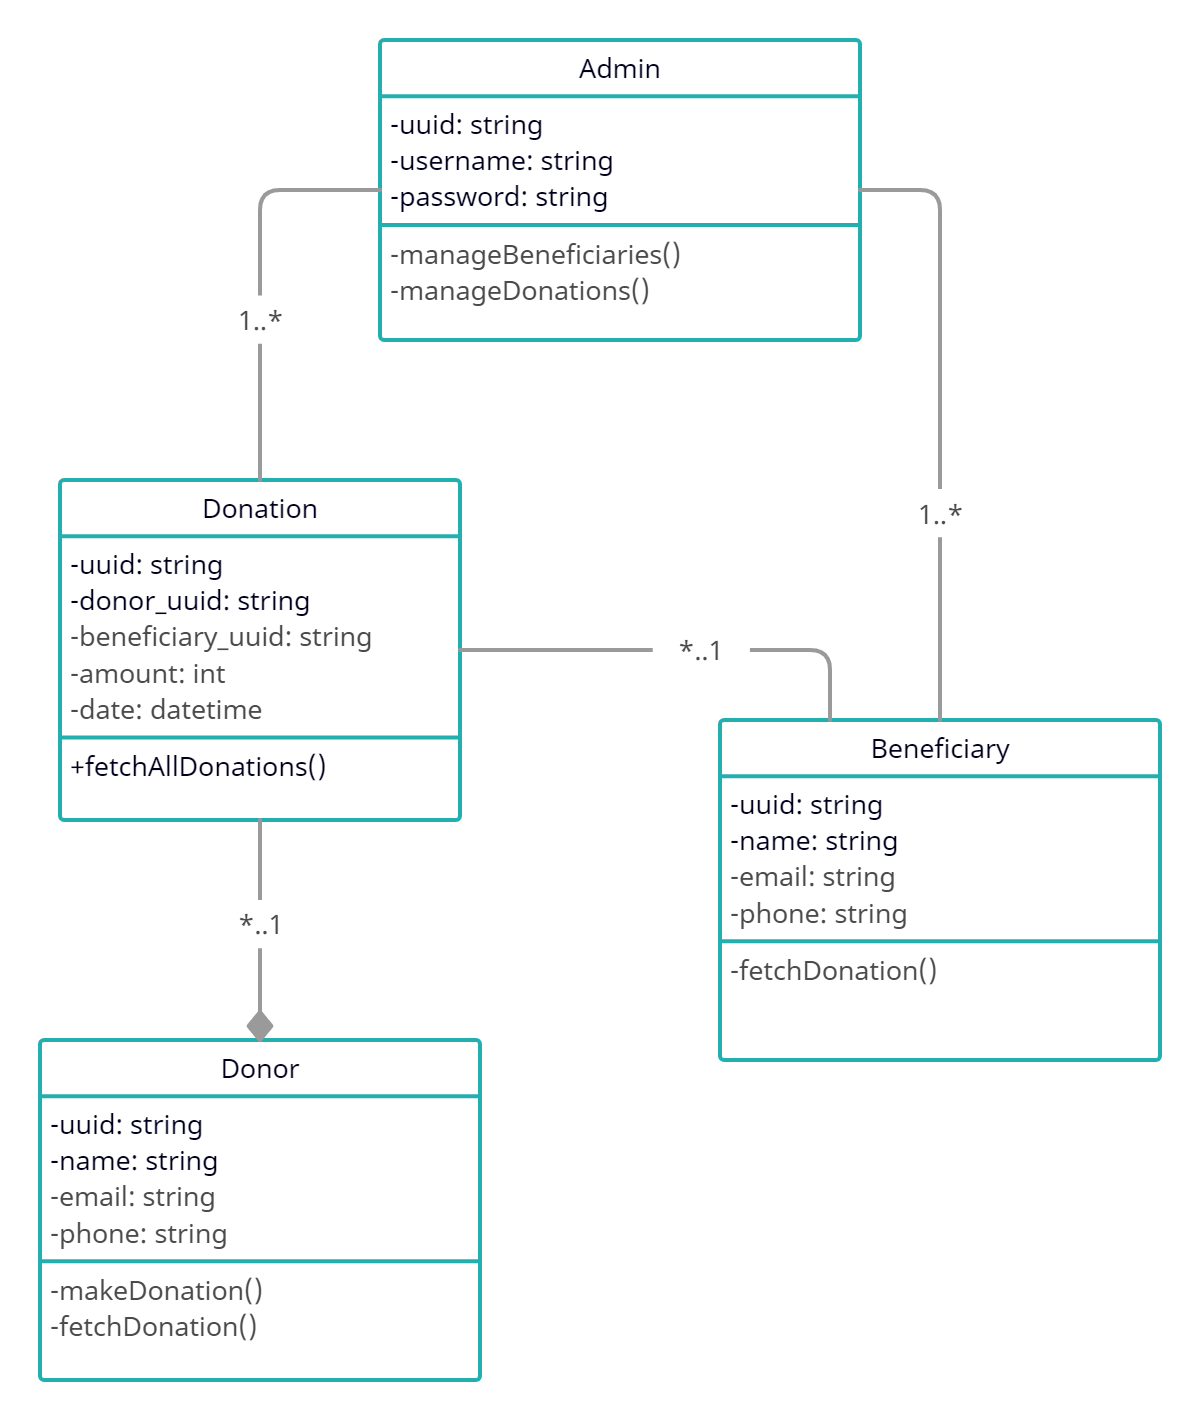 Admin
-uuid: string
-username: string
-password: string
-manageBeneficiaries()
-manageDonations()
1..*
1..*
Donation
-uuid: string
-donor_uuid: string
-beneficiary_uuid: string
-amount: int
-date: datetime
+fetchAllDonations()
*..1
Beneficiary
-uuid: string
-name: string
-email: string
-phone: string
-fetchDonation()
*..1
Donor
-uuid: string
-name: string
-email: string
-phone: string
-makeDonation()
-fetchDonation()